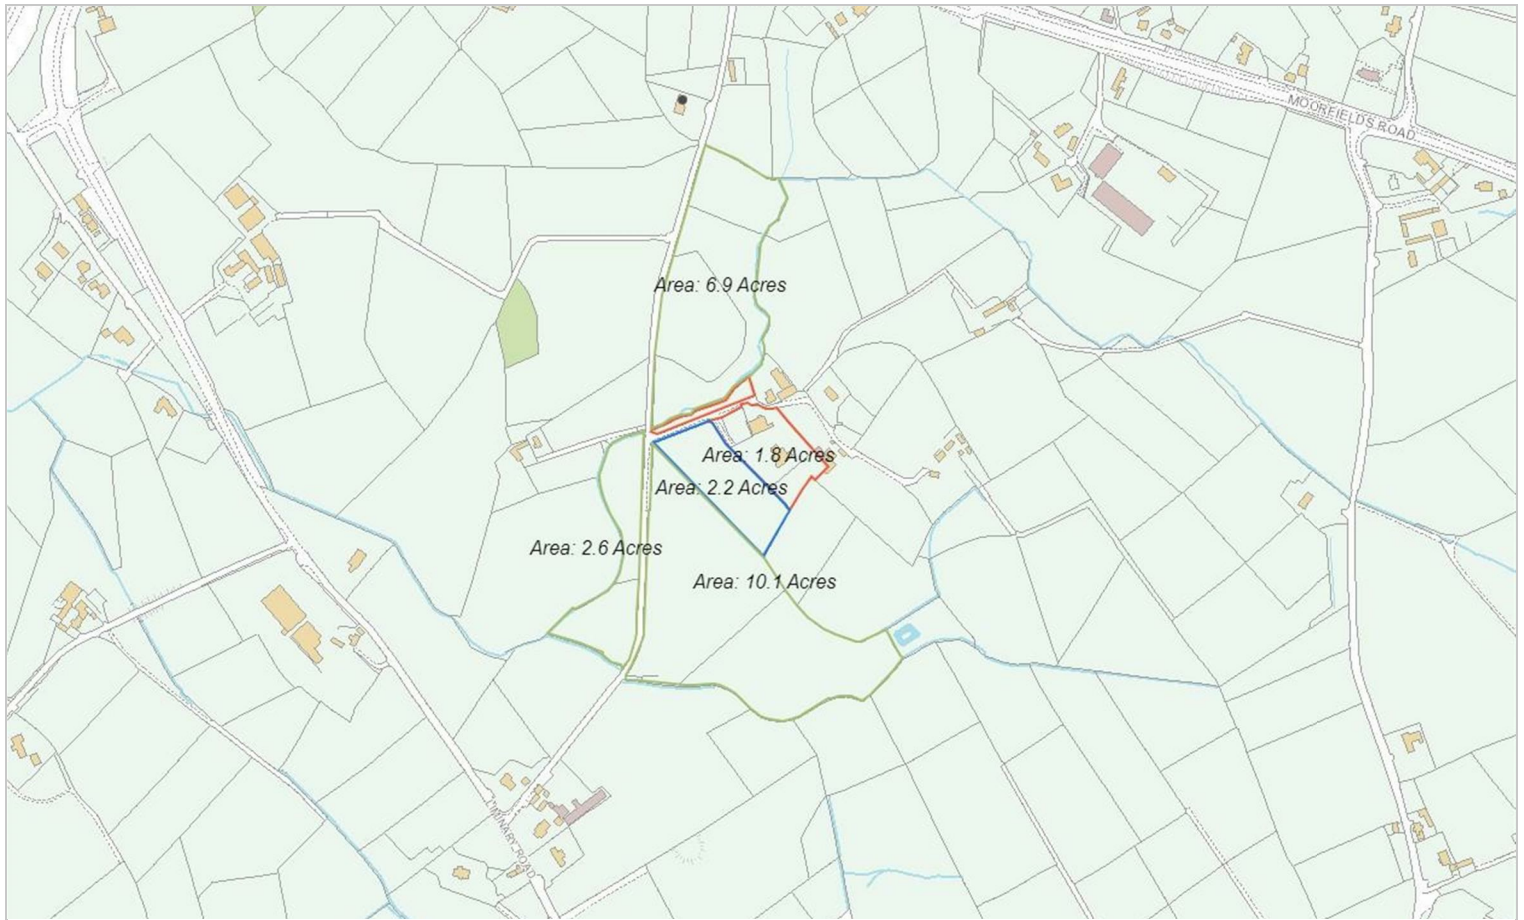 MOORFIELDS ROAD
Area: 6.9 Acres
Area: 1.8 Acres
Area: 2.2 Acres
Area: 2.6 Acres
Area: 10.1 Acres